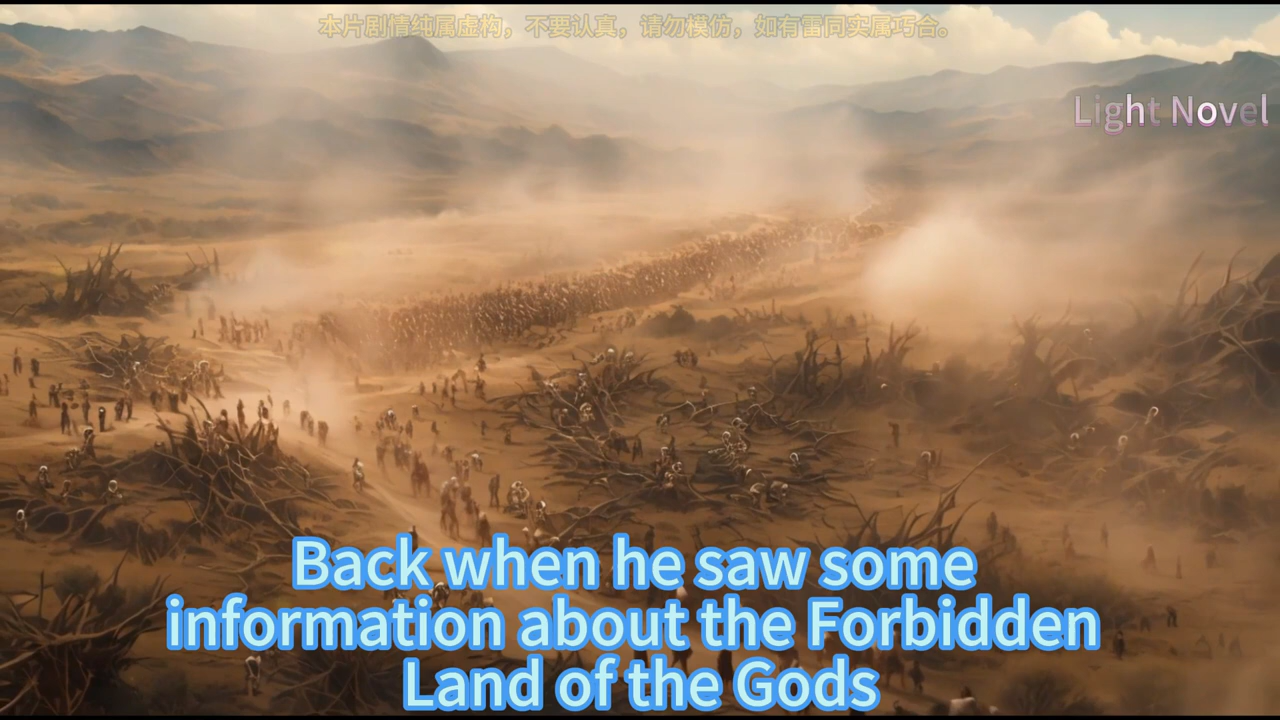 本片剧情纯属虚构，不要认真，请勿模仿，如有雷同实属巧合。
Light Novel
Back when he saw some
information about the Forbidden
Land of the Gods